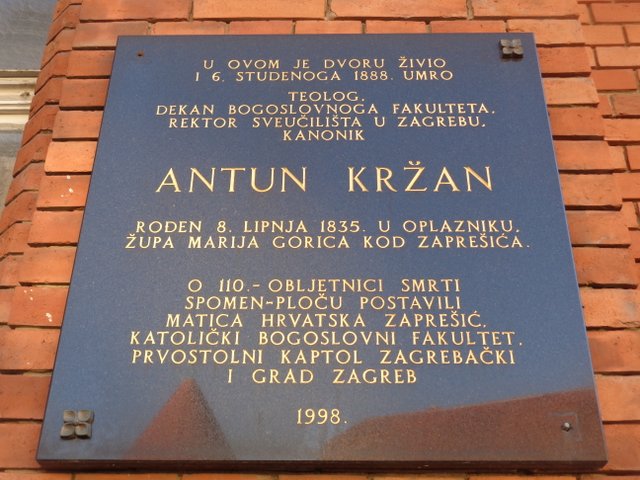 U OVOM JE DVORU ŽIVIO
I 6. STUDENOGA 1888. UMRO
TEOLOG,
DEKAN BOGOSLOVNOGA FAKULTETA,
REKTOR SVEUČILIŠTA U ZAGREBU,
KANONIK
ANTUN KRŽAN
ROĐEN 8. LIPNJA 1835. U OPLAZNIKU,
ŽUPA MARIJA GORICA KOD ZAPREŠIĆA.
O 110.- OBLJETNICI SMRTI
SPOMEN-PLOČU POSTAVILI
MATICA HRVATSKA ZAPREŠIĆ,
KATOLIČKI BOGOSLOVNI FAKULTET,
PRVOSTOLNI KAPTOL ZAGREBAČKI
I GRAD ZAGREB
1998.